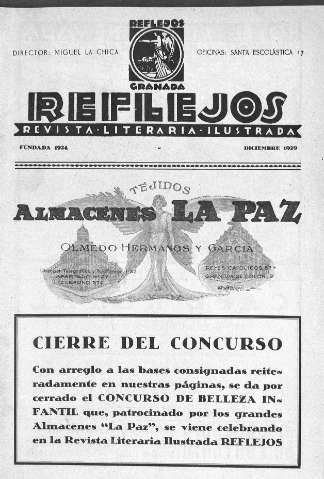 REFLEJOS
DIRECTOR: MIGUEL LA CHICA
OFICINAS: SANTA ESCOLÁSTICA 17
GRANADA
REFLEJOS
REVISTA·LITERARIA·ILUSTRADA
FUNDADA 1924
DICIEMBRE 1929
TEJIDOS
ALMACENES LA PAZ
OLMEDO HERMANOS Y GARCIA
REYES CATOLICOS
CIERRE DEL CONCURSO
Con arreglo a las bases consignadas reite-
radamente en nuestras páginas, se da por
cerrado el CONCURSO DE BELLEZA IN-
FANTIL que, patrocinado por los grandes
Almacenes "La Paz", se viene celebrando
en la Revista Literaria Ilustrada REFLEJOS